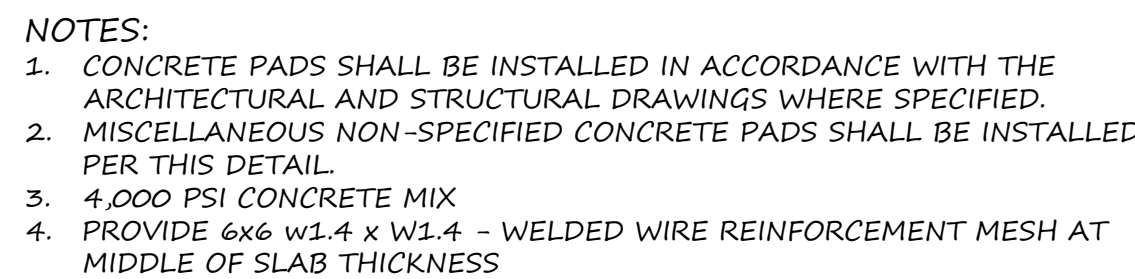 NOTES:
1. CONCRETE PADS SHALL BE INSTALLED IN ACCORDANCE WITH THE
ARCHITECTURAL AND STRUCTURAL DRAWINGS WHERE SPECIFIED.
2. MISCELLANEOUS NON-SPECIFIED CONCRETE PADS SHALL BE INSTALLED
PER THIS DETAIL.
3. 4,000 PSI CONCRETE MIX
4. PROVIDE 6x6 w1.4 x W1.4 - WELDED WIRE REINFORCEMENT MESH AT
MIDDLE OF SLAB THICKNESS